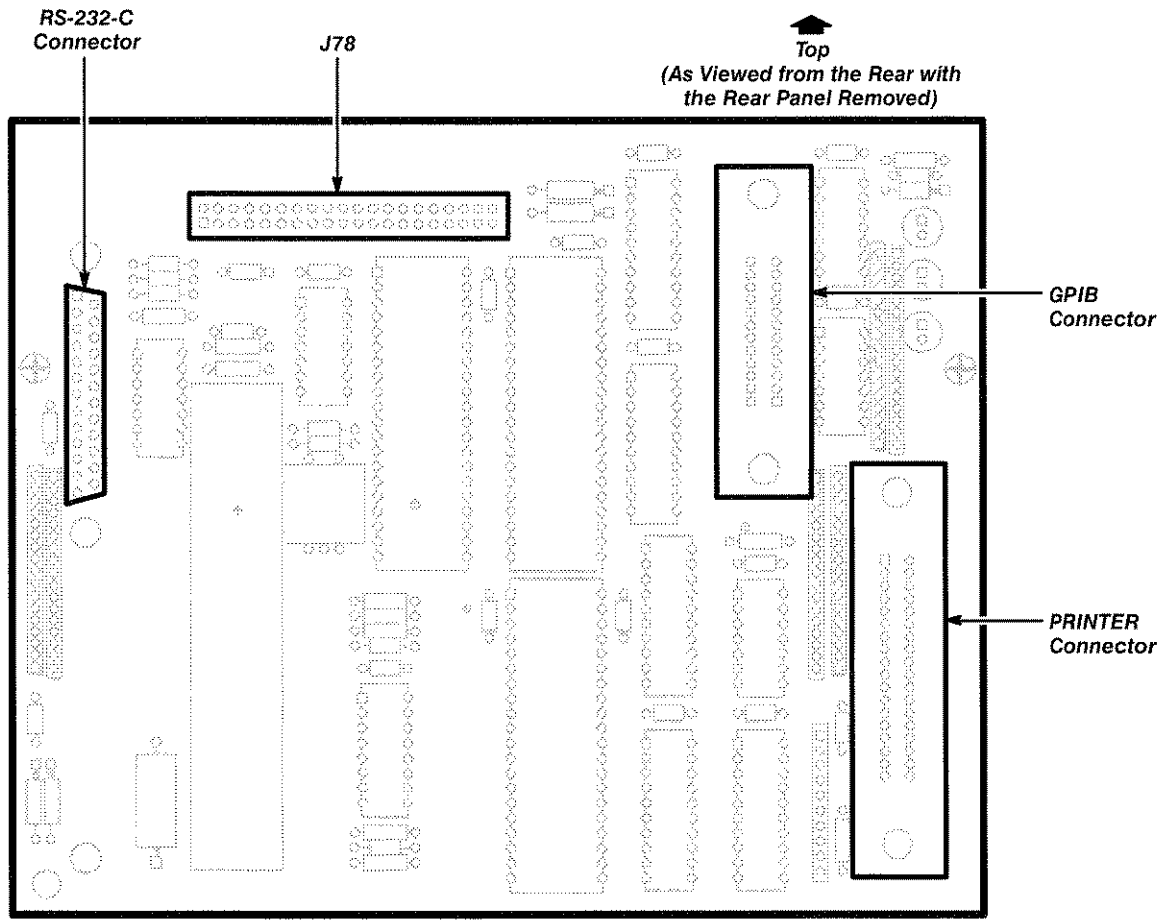 RS-232-C
Connector
J78
Top
(As Viewed from the Rear with
the Rear Panel Removed)
GPIB
Connector
PRINTER
Connector